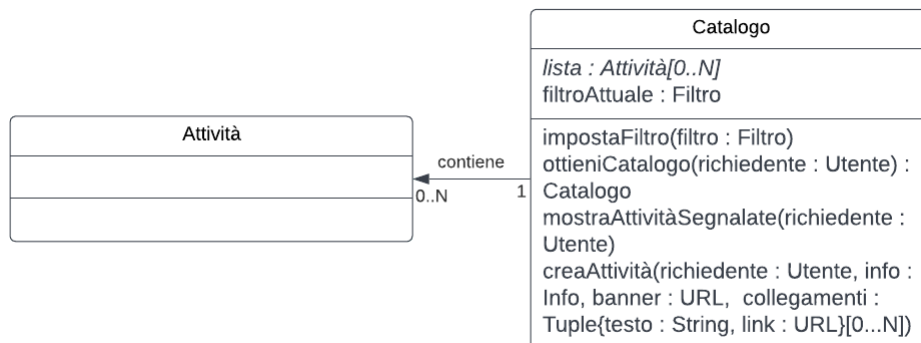 Catalogo
lista : Attività[0..N]
filtroAttuale : Filtro
Attività
impostaFiltro(filtro : Filtro)
ottieniCatalogo(richiedente : Utente) :
Catalogo
mostraAttivitàSegnalate(richiedente :
Utente)
creaAttività(richiedente : Utente, info :
Info, banner : URL, collegamenti :
Tuple{testo : String, link : URL}[0...N])
contiene
0..N
1